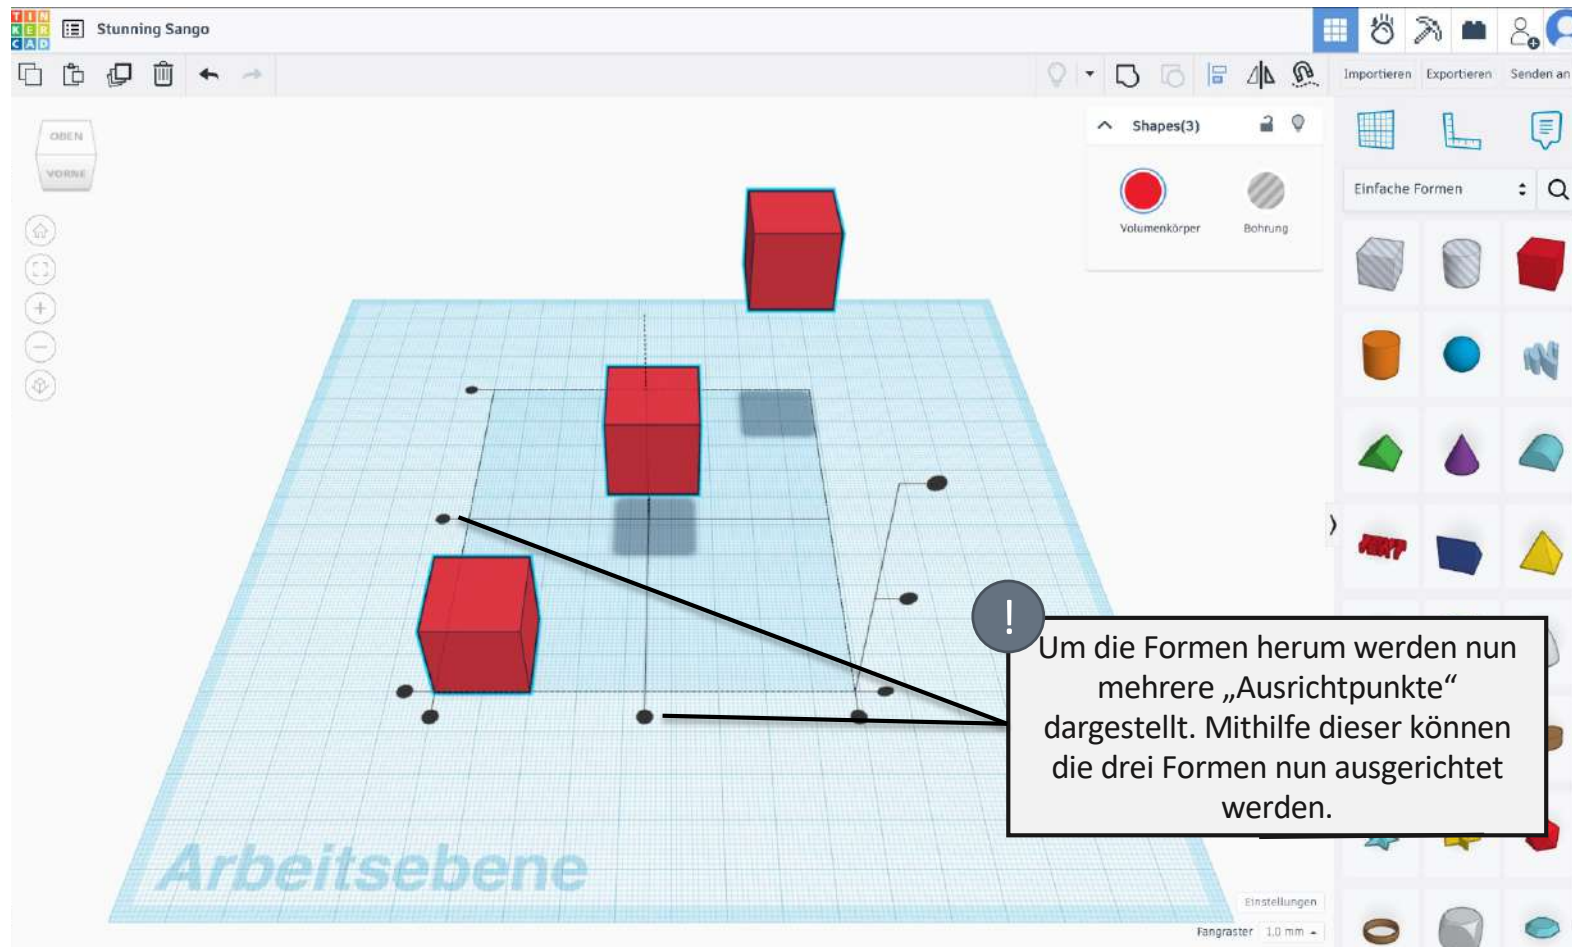 TIN
KER
CAD
Stunning Sango
Importieren
Exportieren
Senden an
OBEN
VORNE
Shapes(3)
Volumenkörper
Bohrung
Einfache Formen
!
Um die Formen herum werden nun
mehrere „Ausrichtpunkte“
dargestellt. Mithilfe dieser können
die drei Formen nun ausgerichtet
werden.
Arbeitsebene
Einstellungen
Fangraster 1.0 mm